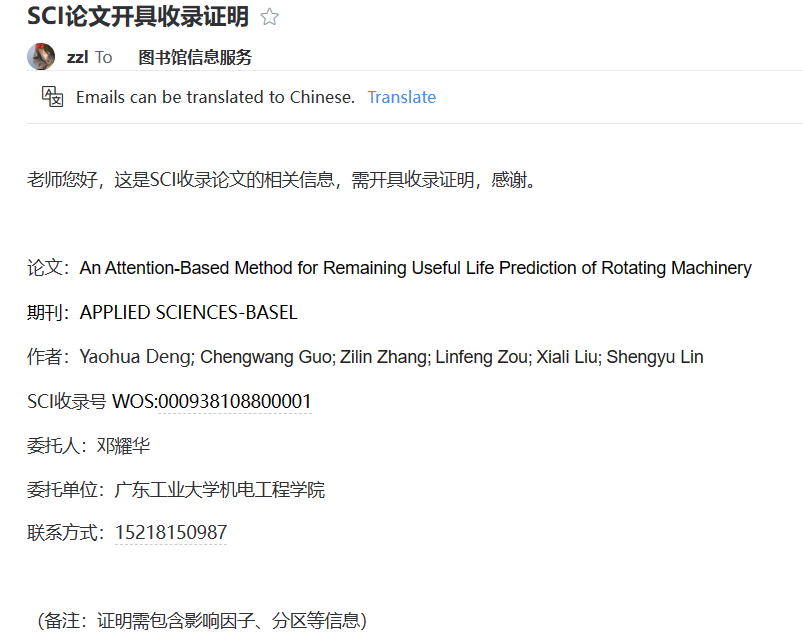 SCI论文开具收录证明
zzl To 图书馆信息服务
Emails can be translated to Chinese. Translate
老师您好，这是SCI收录论文的相关信息，需开具收录证明，感谢。
论文：An Attention-Based Method for Remaining Useful Life Prediction of Rotating Machinery
期刊：APPLIED SCIENCES-BASEL
作者：Yaohua Deng; Chengwang Guo; Zilin Zhang; Linfeng Zou; Xiali Liu; Shengyu Lin
SCI收录号 WOS:000938108800001
委托人：邓耀华
委托单位：广东工业大学机电工程学院
联系方式：15218150987
（备注：证明需包含影响因子、分区等信息）